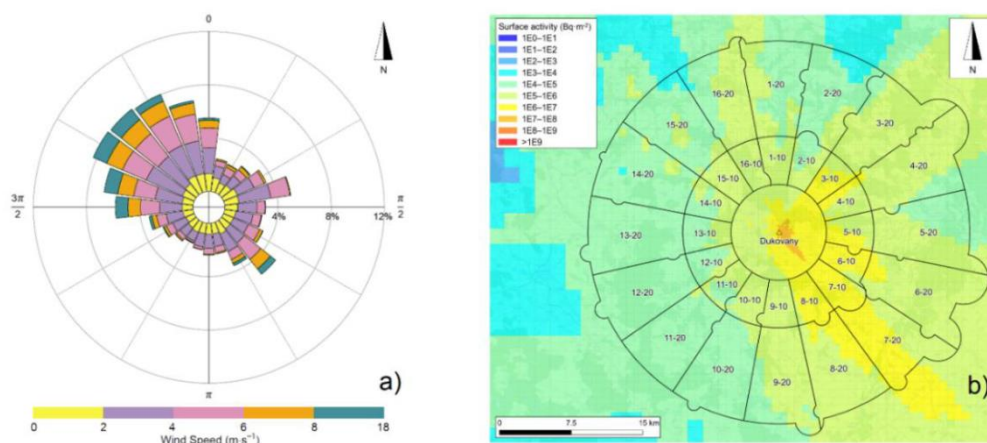 0
N
3π/2
π/2
4%
8%
12%
π
a)
0 2 4 6 8 18
Wind Speed (m·s⁻¹)
Surface activity (Bq·m⁻²)
1E0–1E1
1E1–1E2
1E2–1E3
1E3–1E4
1E4–1E5
1E5–1E6
1E6–1E7
1E7–1E8
1E8–1E9
>1E9
N
1-20
2-20
16-20
3-20
15-20
4-20
16-10
1-10
2-10
14-20
15-10
3-10
14-10
4-10
13-20
13-10
Dukovany
5-10
5-20
12-10
6-10
12-20
11-10
7-10
6-20
10-10
9-10
8-10
11-20
7-20
10-20
8-20
9-20
0 7.5 15 km
b)